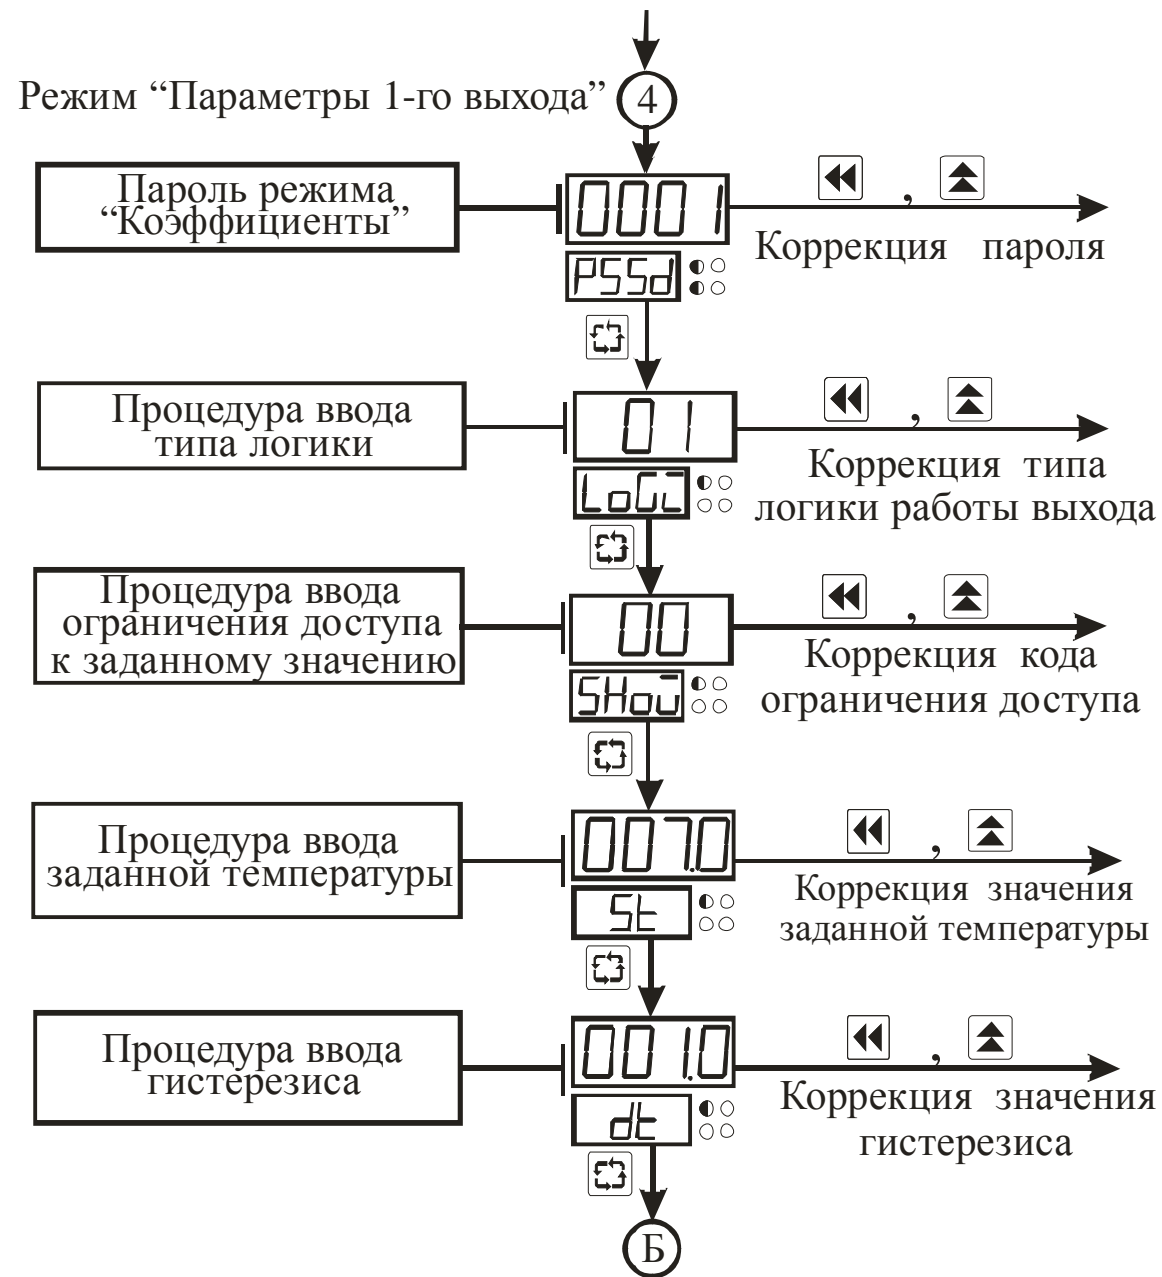 Режим “Параметры 1-го выхода” 4
Пароль режима
“Коэффициенты”
0001
,
Коррекция пароля
PSSd
Процедура ввода
типа логики
01
,
Коррекция типа
логики работы выхода
LoGi
Процедура ввода
ограничения доступа
к заданному значению
00
,
Коррекция кода
ограничения доступа
SHou
Процедура ввода
заданной температуры
007.0
,
Коррекция значения
заданной температуры
St
Процедура ввода
гистерезиса
001.0
,
Коррекция значения
гистерезиса
dt
Б